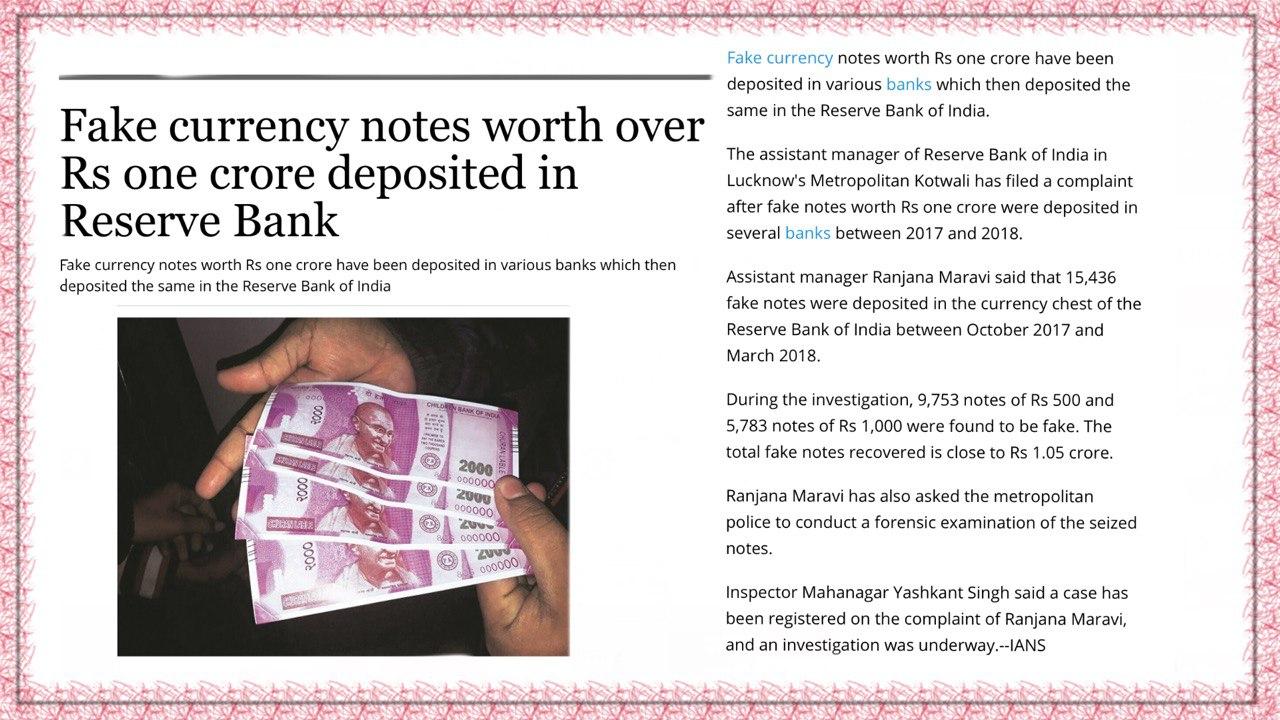 Fake currency notes worth over
Rs one crore deposited in
Reserve Bank
Fake currency notes worth Rs one crore have been deposited in various banks which then
deposited the same in the Reserve Bank of India
CHILDREN BANK OF INDIA
2000
2000
2000
2000
000000
000000
000000
000000
CHURAN LABLE
Fake currency notes worth Rs one crore have been
deposited in various banks which then deposited the
same in the Reserve Bank of India.
The assistant manager of Reserve Bank of India in
Lucknow's Metropolitan Kotwali has filed a complaint
after fake notes worth Rs one crore were deposited in
several banks between 2017 and 2018.
Assistant manager Ranjana Maravi said that 15,436
fake notes were deposited in the currency chest of the
Reserve Bank of India between October 2017 and
March 2018.
During the investigation, 9,753 notes of Rs 500 and
5,783 notes of Rs 1,000 were found to be fake. The
total fake notes recovered is close to Rs 1.05 crore.
Ranjana Maravi has also asked the metropolitan
police to conduct a forensic examination of the seized
notes.
Inspector Mahanagar Yashkant Singh said a case has
been registered on the complaint of Ranjana Maravi,
and an investigation was underway.--IANS